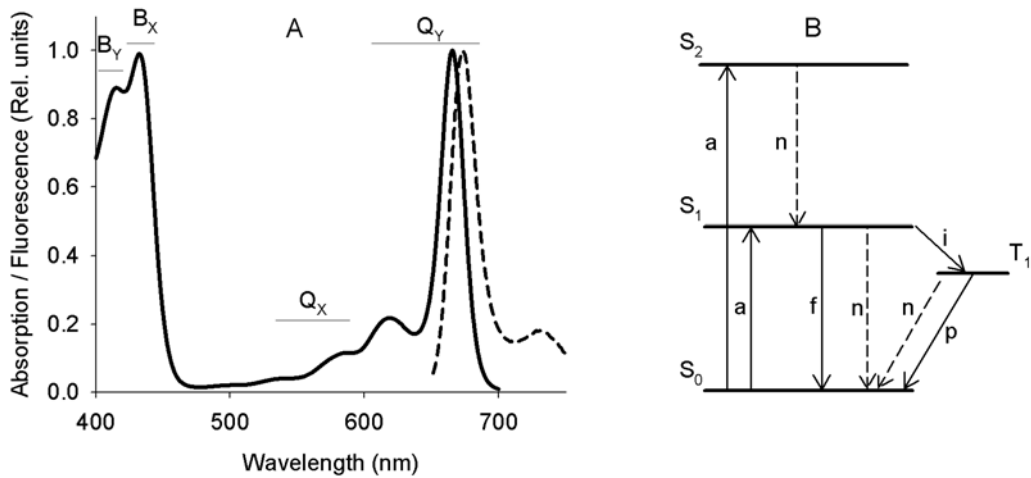 A
B
B_Y
B_X
Q_X
Q_Y
Absorption / Fluorescence (Rel. units)
1.0
0.8
0.6
0.4
0.2
0.0
400
500
600
700
Wavelength (nm)
S_2
a
n
S_1
i
T_1
a
f
n
n
p
S_0